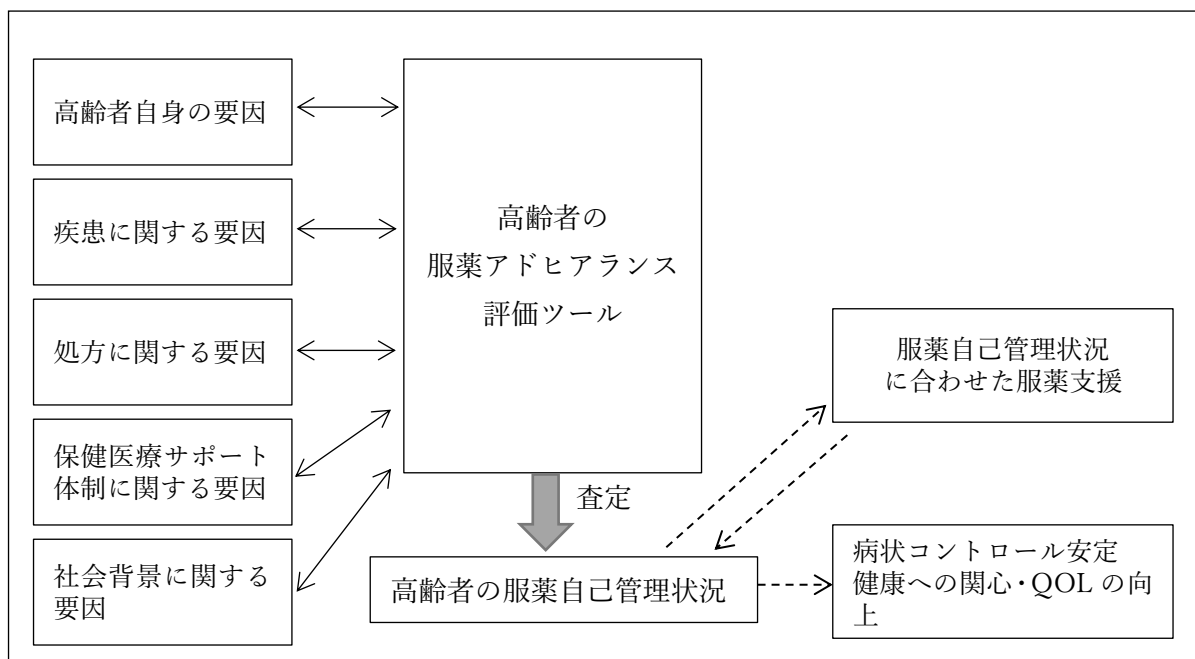 高齢者自身の要因
疾患に関する要因
処方に関する要因
保健医療サポート
体制に関する要因
社会背景に関する
要因
高齢者の
服薬アドヒアランス
評価ツール
査定
高齢者の服薬自己管理状況
服薬自己管理状況
に合わせた服薬支援
病状コントロール安定
健康への関心・QOL の向
上